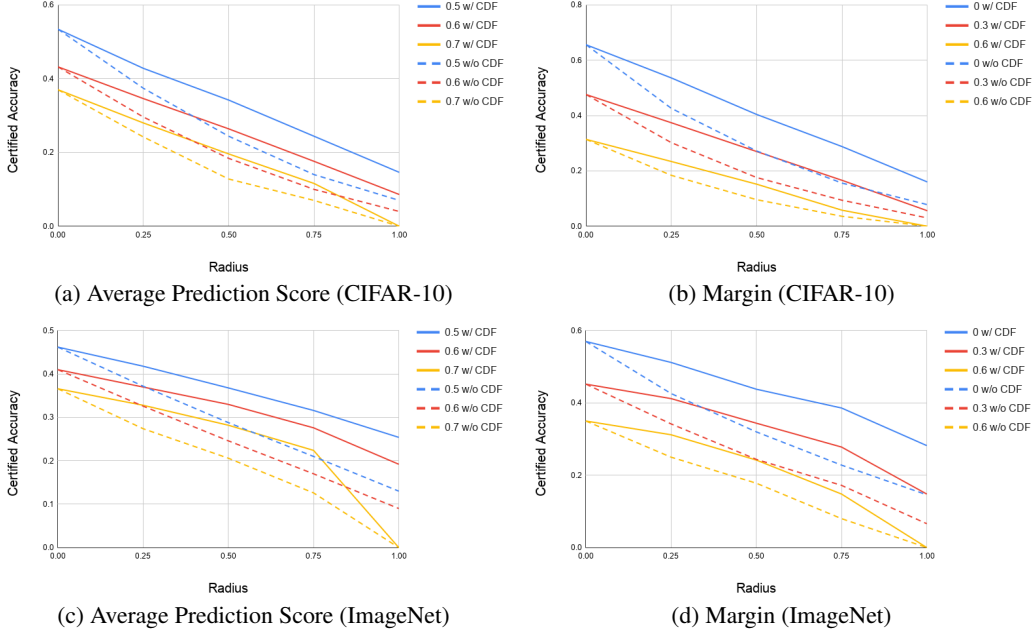 0.6
0.4
0.2
0.0
Certified Accuracy
0.00 0.25 0.50 0.75 1.00
Radius
0.5 w/ CDF
0.6 w/ CDF
0.7 w/ CDF
0.5 w/o CDF
0.6 w/o CDF
0.7 w/o CDF
(a) Average Prediction Score (CIFAR-10)
0.8
0.6
0.4
0.2
0.0
Certified Accuracy
0.00 0.25 0.50 0.75 1.00
Radius
0 w/ CDF
0.3 w/ CDF
0.6 w/ CDF
0 w/o CDF
0.3 w/o CDF
0.6 w/o CDF
(b) Margin (CIFAR-10)
0.5
0.4
0.3
0.2
0.1
0.0
Certified Accuracy
0.00 0.25 0.50 0.75 1.00
Radius
0.5 w/ CDF
0.6 w/ CDF
0.7 w/ CDF
0.5 w/o CDF
0.6 w/o CDF
0.7 w/o CDF
(c) Average Prediction Score (ImageNet)
0.6
0.4
0.2
0.0
Certified Accuracy
0.00 0.25 0.50 0.75 1.00
Radius
0 w/ CDF
0.3 w/ CDF
0.6 w/ CDF
0 w/o CDF
0.3 w/o CDF
0.6 w/o CDF
(d) Margin (ImageNet)